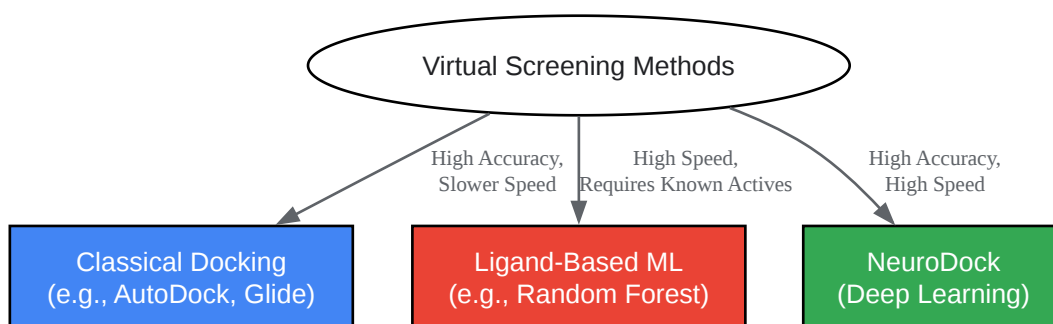 Virtual Screening Methods
High Accuracy,
Slower Speed
High Speed,
Requires Known Actives
High Accuracy,
High Speed
Classical Docking
(e.g., AutoDock, Glide)
Ligand-Based ML
(e.g., Random Forest)
NeuroDock
(Deep Learning)